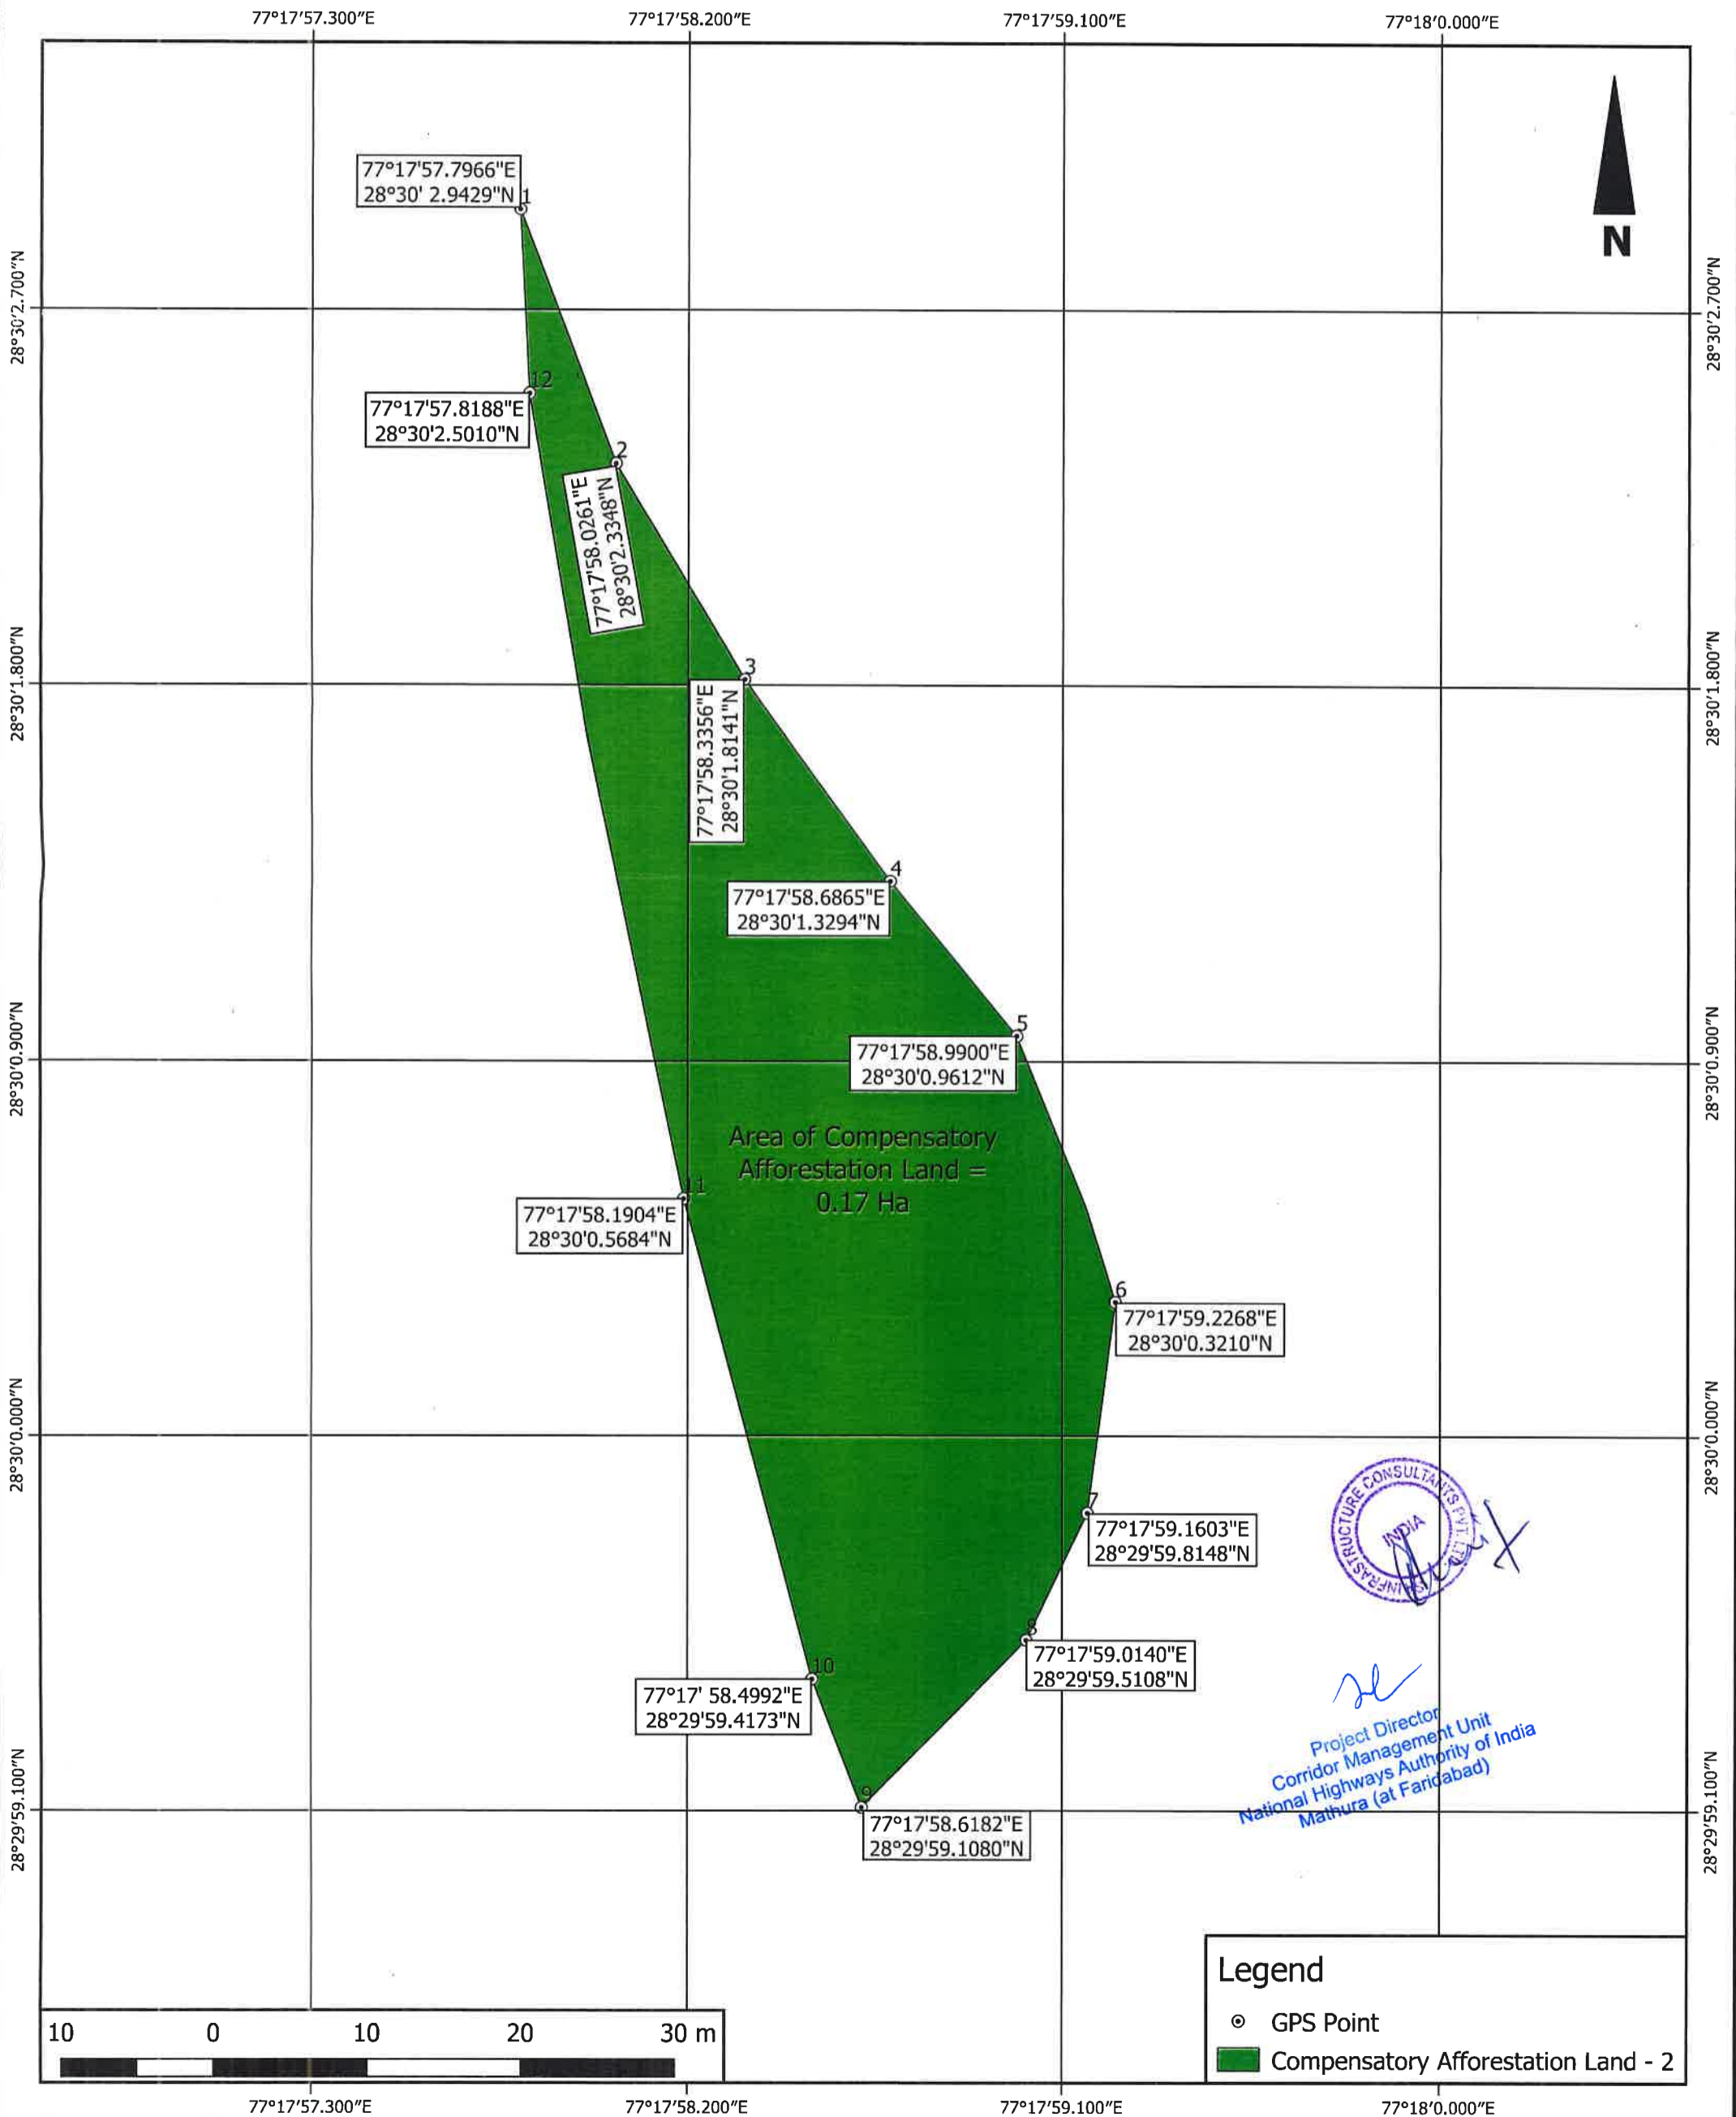 77°17'57.300"E
77°17'58.200"E
77°17'59.100"E
77°18'0.000"E
N
77°17'57.7966"E
28°30' 2.9429"N
1
28°30'2.700"N
28°30'2.700"N
12
77°17'57.8188"E
28°30'2.5010"N
2
77°17'58.0261"E
28°30'2.3348"N
3
77°17'58.3356"E
28°30'1.8141"N
28°30'1.800"N
28°30'1.800"N
4
77°17'58.6865"E
28°30'1.3294"N
5
77°17'58.9900"E
28°30'0.9612"N
28°30'0.900"N
28°30'0.900"N
Area of Compensatory
Afforestation Land =
0.17 Ha
11
77°17'58.1904"E
28°30'0.5684"N
6
77°17'59.2268"E
28°30'0.3210"N
28°30'0.000"N
28°30'0.000"N
7
77°17'59.1603"E
28°29'59.8148"N
INFRASTRUCTURE CONSULTANTS PVT. LTD.
INDIA
8
77°17'59.0140"E
28°29'59.5108"N
10
77°17' 58.4992"E
28°29'59.4173"N
Project Director
Corridor Management Unit
National Highways Authority of India
Mathura (at Faridabad)
9
77°17'58.6182"E
28°29'59.1080"N
28°29'59.100"N
28°29'59.100"N
Legend
GPS Point
Compensatory Afforestation Land - 2
10 0 10 20 30 m
77°17'57.300"E
77°17'58.200"E
77°17'59.100"E
77°18'0.000"E